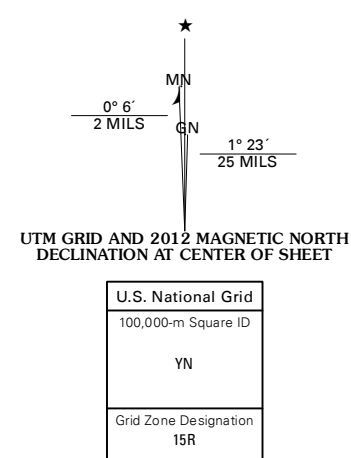 ★
MN
0° 6´
2 MILS
GN
1° 23´
25 MILS
UTM GRID AND 2012 MAGNETIC NORTH
DECLINATION AT CENTER OF SHEET
U.S. National Grid
100,000-m Square ID
YN
Grid Zone Designation
15R